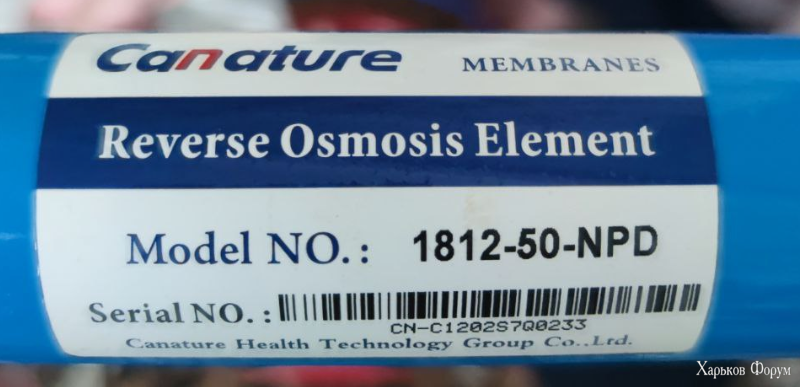 Canature MEMBRANES
Reverse Osmosis Element
Model NO.: 1812-50-NPD
Serial NO.:
CN-C1202S7Q0233
Canature Health Technology Group Co.,Ltd.
Харьков Форум